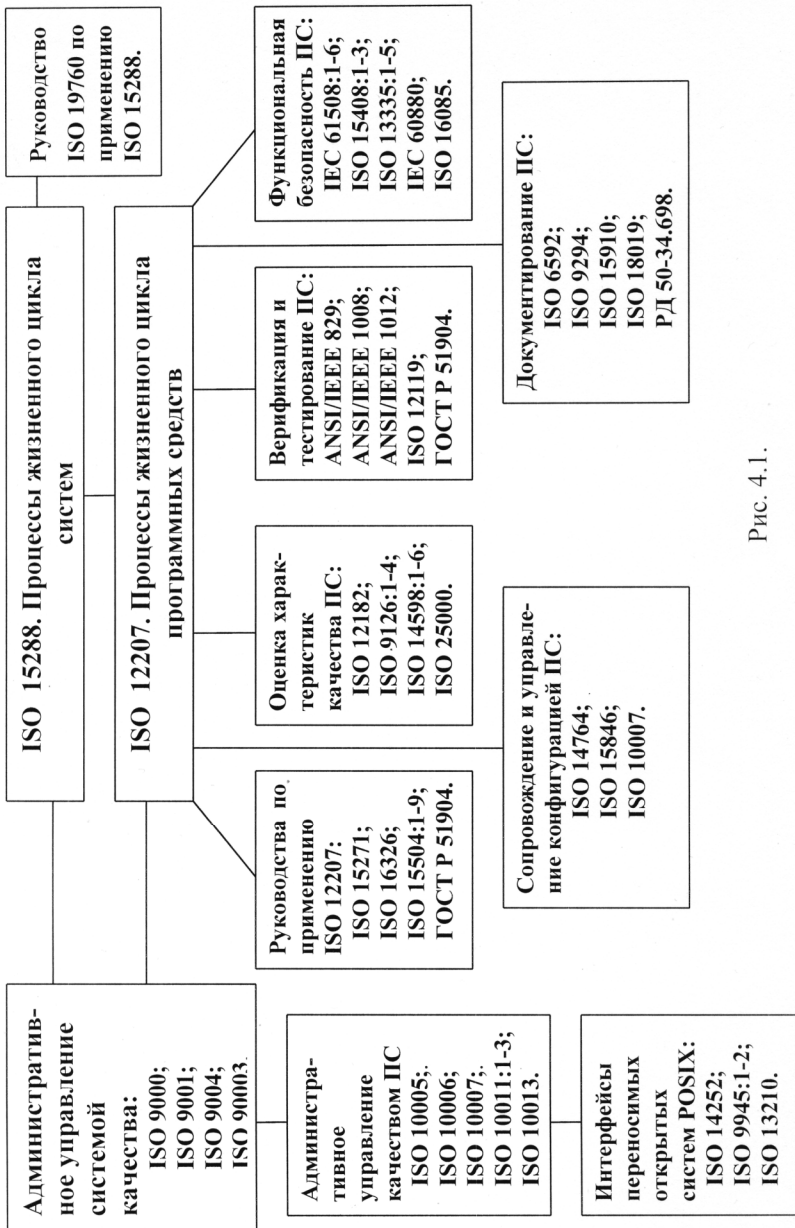 Административ-
ное управление
системой
качества:
ISO 9000;
ISO 9001;
ISO 9004;
ISO 90003.
ISO 15288. Процессы жизненного цикла
систем
Руководство
ISO 19760 по
применению
ISO 15288.
ISO 12207. Процессы жизненного цикла
программных средств
Администра-
тивное
управление
качеством ПС
ISO 10005;.
ISO 10006;
ISO 10007;.
ISO 10011:1-3;
ISO 10013.
Руководства по
применению
ISO 12207:
ISO 15271;
ISO 16326;
ISO 15504:1-9;
ГОСТ Р 51904.
Оценка харак-
теристик
качества ПС:
ISO 12182;
ISO 9126:1-4;
ISO 14598:1-6;
ISO 25000.
Верификация и
тестирование ПС:
ANSI/IEEE 829;
ANSI/IEEE 1008;
ANSI/IEEE 1012;
ISO 12119;
ГОСТ Р 51904.
Функциональная
безопасность ПС:
IEC 61508:1-6;
ISO 15408:1-3;
ISO 13335:1-5;
IEC 60880;
ISO 16085.
Интерфейсы
переносимых
открытых
систем POSIX:
ISO 14252;
ISO 9945:1-2;
ISO 13210.
Сопровождение и управле-
ние конфигурацией ПС:
ISO 14764;
ISO 15846;
ISO 10007.
Документирование ПС:
ISO 6592;
ISO 9294;
ISO 15910;
ISO 18019;
РД 50-34.698.
Рис. 4.1.